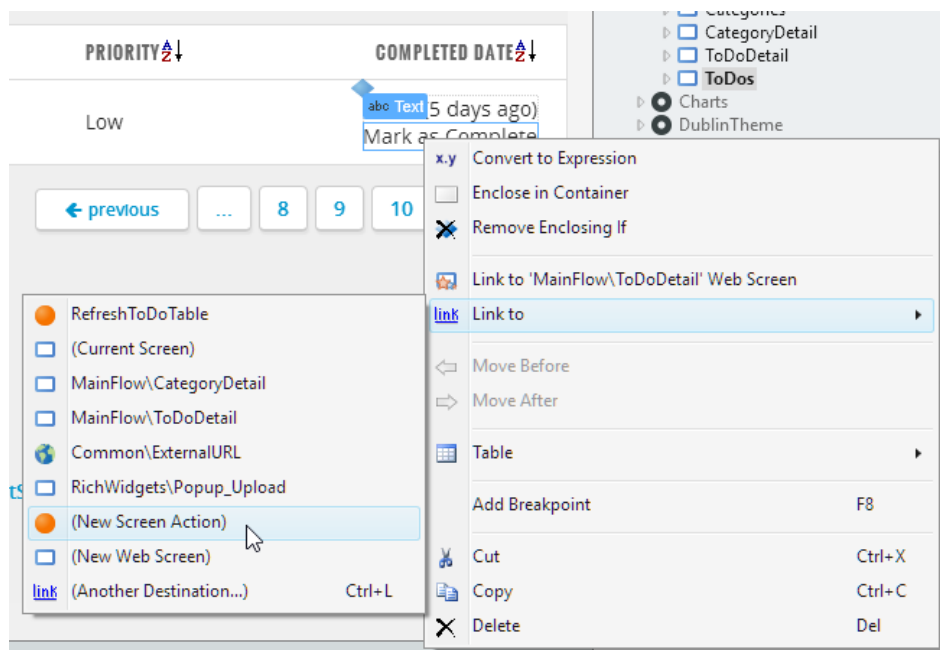 Categories
CategoryDetail
ToDoDetail
ToDos
Charts
DublinTheme
PRIORITY
COMPLETED DATE
Low
abc Text (5 days ago)
Mark as Complete
previous
...
8
9
10
x.y Convert to Expression
Enclose in Container
Remove Enclosing If
Link to 'MainFlow\ToDoDetail' Web Screen
link Link to
Move Before
Move After
Table
Add Breakpoint F8
Cut Ctrl+X
Copy Ctrl+C
Delete Del
RefreshToDoTable
(Current Screen)
MainFlow\CategoryDetail
MainFlow\ToDoDetail
Common\ExternalURL
RichWidgets\Popup_Upload
(New Screen Action)
(New Web Screen)
link (Another Destination...) Ctrl+L